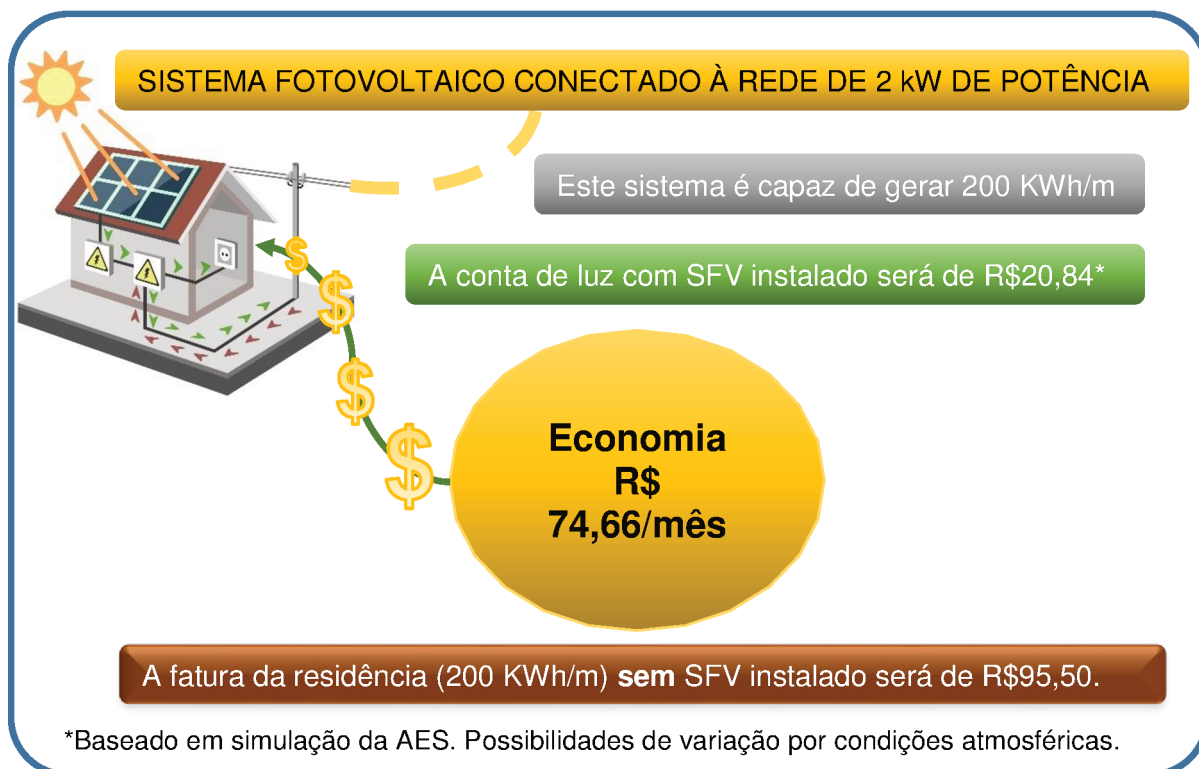 SISTEMA FOTOVOLTAICO CONECTADO À REDE DE 2 kW DE POTÊNCIA
Este sistema é capaz de gerar 200 KWh/m
A conta de luz com SFV instalado será de R$20,84*
$
$
$
$
Economia
R$
74,66/mês
A fatura da residência (200 KWh/m) sem SFV instalado será de R$95,50.
*Baseado em simulação da AES. Possibilidades de variação por condições atmosféricas.